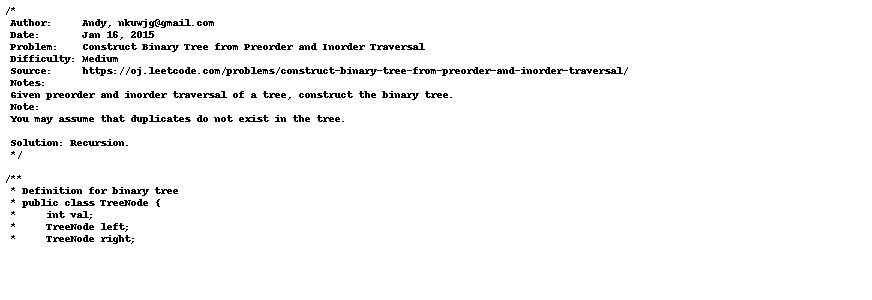 /*
 Author:     Andy, nkuwjg@gmail.com
 Date:       Jan 16, 2015
 Problem:    Construct Binary Tree from Preorder and Inorder Traversal
 Difficulty: Medium
 Source:     https://oj.leetcode.com/problems/construct-binary-tree-from-preorder-and-inorder-traversal/
 Notes:
 Given preorder and inorder traversal of a tree, construct the binary tree.
 Note:
 You may assume that duplicates do not exist in the tree.

 Solution: Recursion.
 */

/**
 * Definition for binary tree
 * public class TreeNode {
 *     int val;
 *     TreeNode left;
 *     TreeNode right;